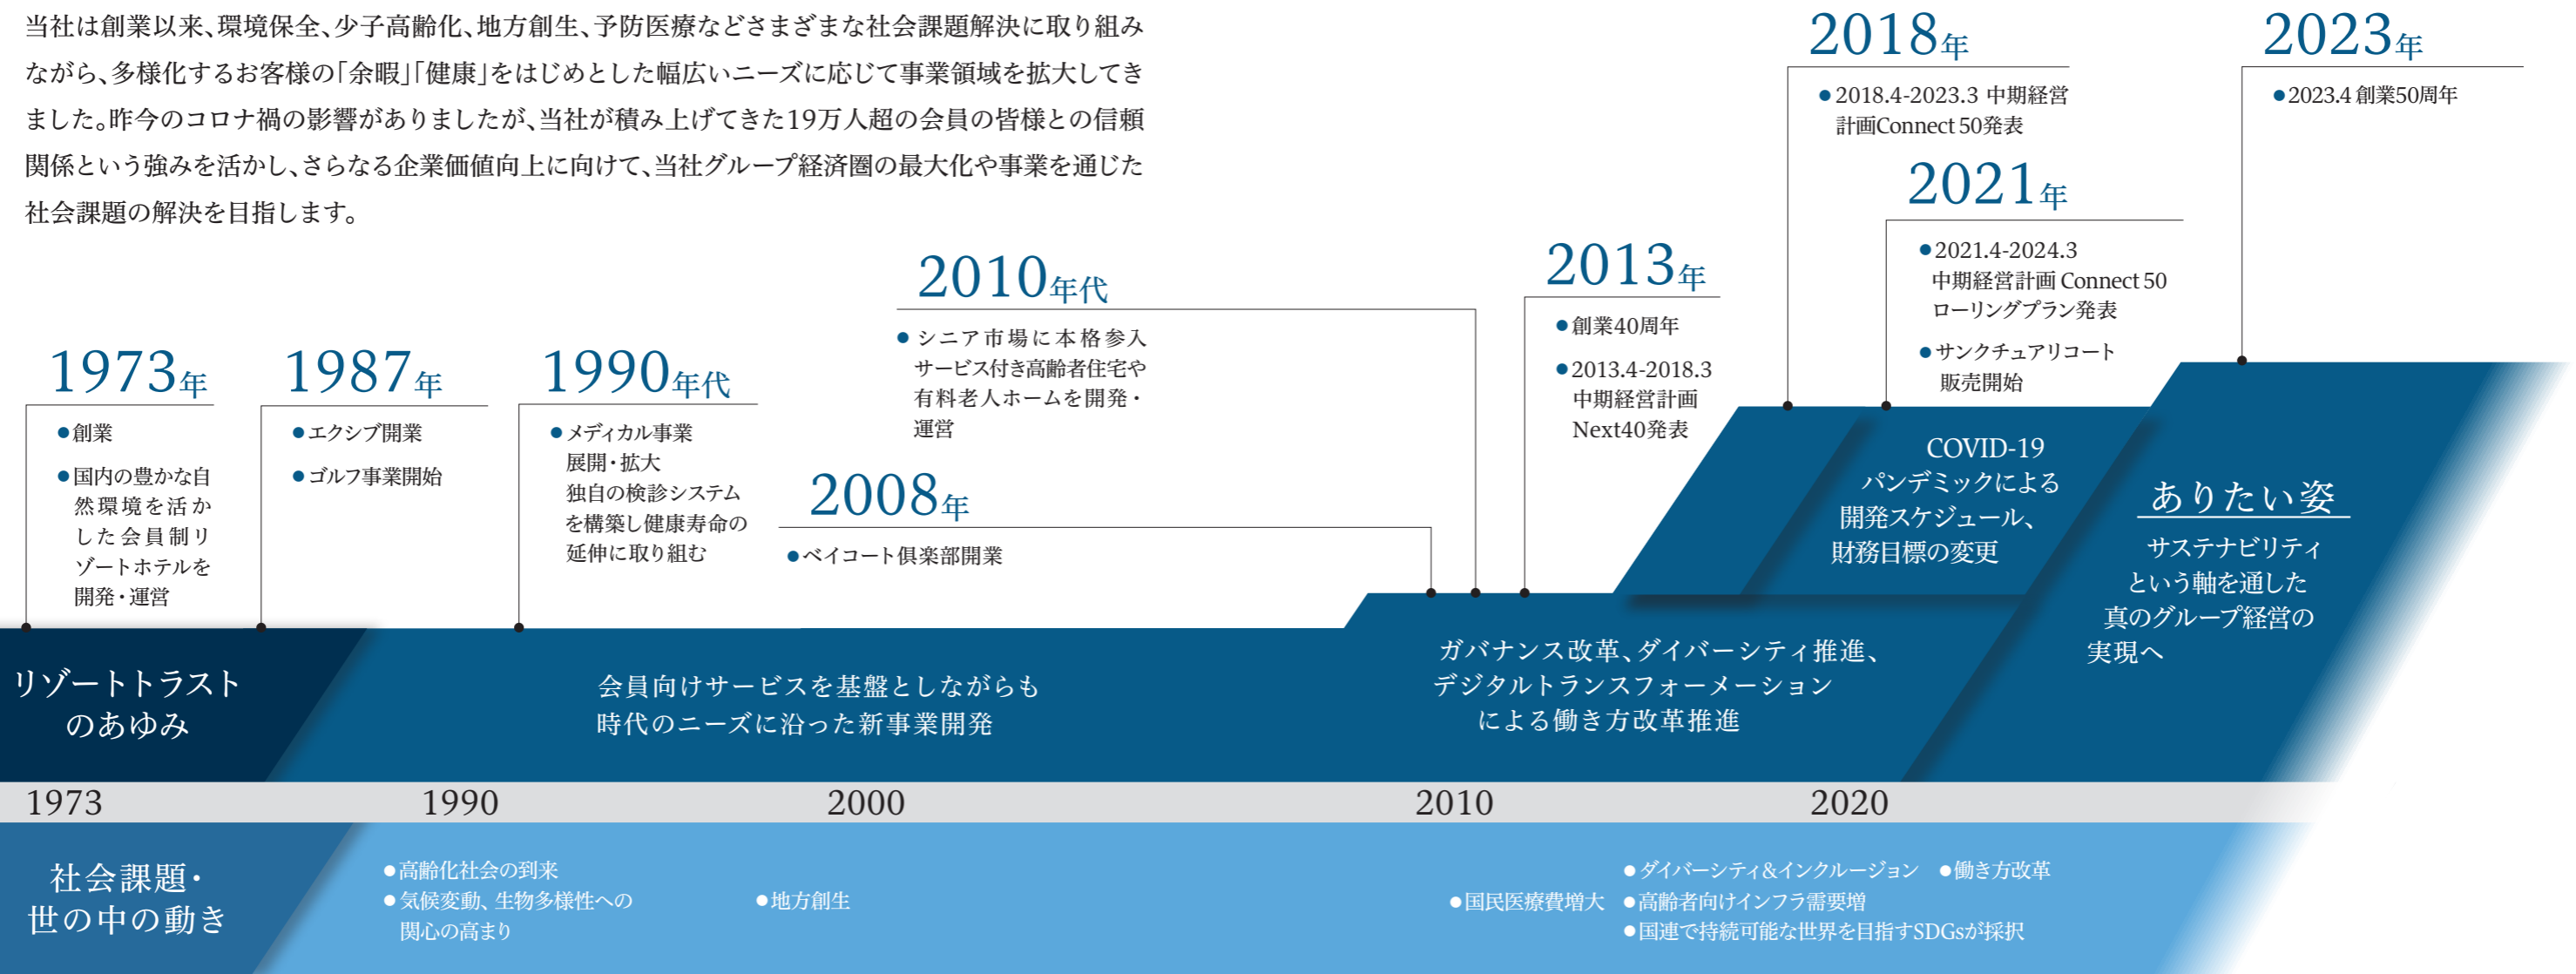 当社は創業以来、環境保全、少子高齢化、地方創生、予防医療などさまざまな社会課題解決に取り組み
ながら、多様化するお客様の「余暇」「健康」をはじめとした幅広いニーズに応じて事業領域を拡大してき
ました。昨今のコロナ禍の影響がありましたが、当社が積み上げてきた19万人超の会員の皆様との信頼
関係という強みを活かし、さらなる企業価値向上に向けて、当社グループ経済圏の最大化や事業を通じた
社会課題の解決を目指します。
1973年
●創業
●国内の豊かな自
然環境を活か
した会員制リ
ゾートホテルを
開発・運営
1987年
●エクシブ開業
●ゴルフ事業開始
1990年代
●メディカル事業
展開・拡大
独自の検診システム
を構築し健康寿命の
延伸に取り組む
2008年
●ベイコート倶楽部開業
2010年代
●シニア市場に本格参入
サービス付き高齢者住宅や
有料老人ホームを開発・
運営
2013年
●創業40周年
●2013.4-2018.3
中期経営計画
Next40発表
2018年
●2018.4-2023.3 中期経営
計画Connect 50発表
2021年
●2021.4-2024.3
中期経営計画 Connect 50
ローリングプラン発表
●サンクチュアリコート
販売開始
2023年
●2023.4 創業50周年
リゾートトラスト
のあゆみ
会員向けサービスを基盤としながらも
時代のニーズに沿った新事業開発
ガバナンス改革、ダイバーシティ推進、
デジタルトランスフォーメーション
による働き方改革推進
COVID-19
パンデミックによる
開発スケジュール、
財務目標の変更
ありたい姿
サステナビリティ
という軸を通した
真のグループ経営の
実現へ
1973
1990
2000
2010
2020
社会課題・
世の中の動き
●高齢化社会の到来
●気候変動、生物多様性への
関心の高まり
●地方創生
●国民医療費増大
●ダイバーシティ&インクルージョン
●働き方改革
●高齢者向けインフラ需要増
●国連で持続可能な世界を目指すSDGsが採択